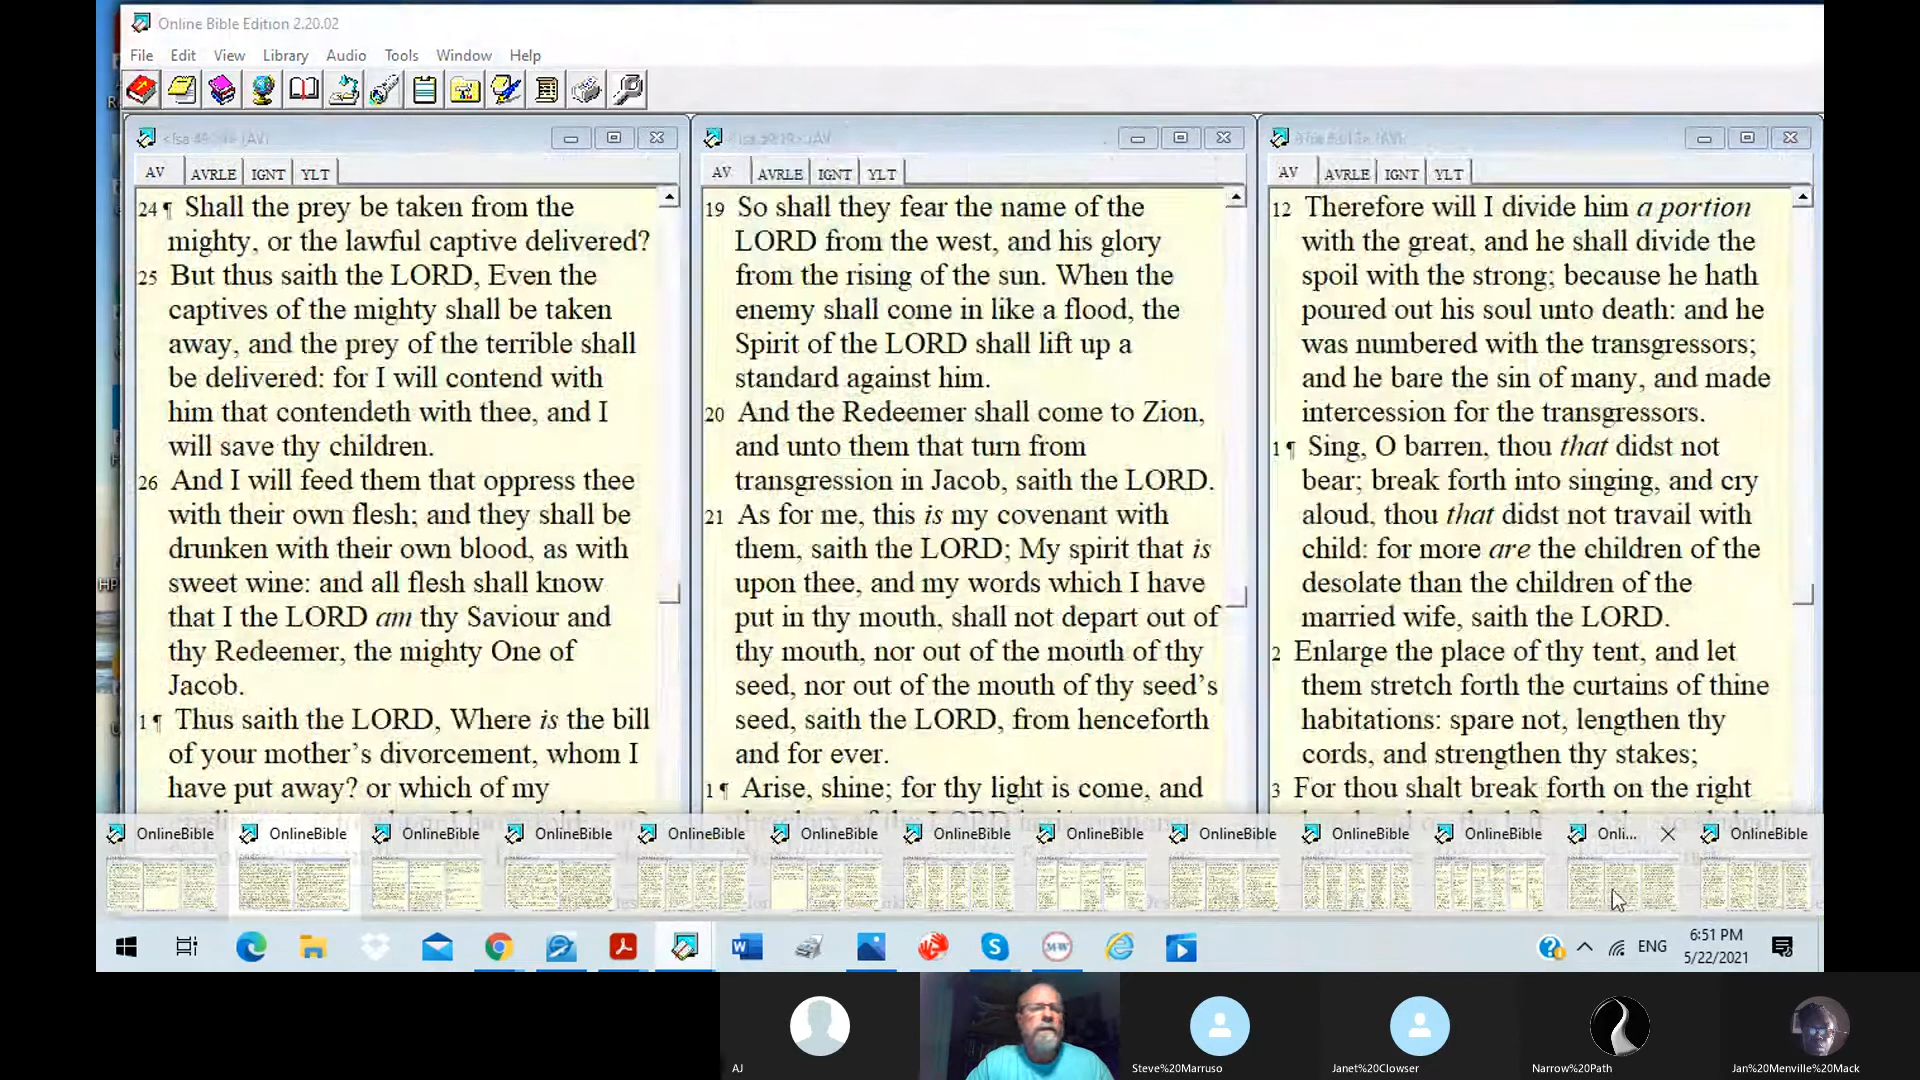 Online Bible Edition 2.20.02
File Edit View Library Audio Tools Window Help
AV AVRLE IGNT YLT
24 ¶ Shall the prey be taken from the
mighty, or the lawful captive delivered?
25 But thus saith the LORD, Even the
captives of the mighty shall be taken
away, and the prey of the terrible shall
be delivered: for I will contend with
him that contendeth with thee, and I
will save thy children.
26 And I will feed them that oppress thee
with their own flesh; and they shall be
drunken with their own blood, as with
sweet wine: and all flesh shall know
that I the LORD am thy Saviour and
thy Redeemer, the mighty One of
Jacob.
1 ¶ Thus saith the LORD, Where is the bill
of your mother’s divorcement, whom I
have put away? or which of my
AV AVRLE IGNT YLT
19 So shall they fear the name of the
LORD from the west, and his glory
from the rising of the sun. When the
enemy shall come in like a flood, the
Spirit of the LORD shall lift up a
standard against him.
20 And the Redeemer shall come to Zion,
and unto them that turn from
transgression in Jacob, saith the LORD.
21 As for me, this is my covenant with
them, saith the LORD; My spirit that is
upon thee, and my words which I have
put in thy mouth, shall not depart out of
thy mouth, nor out of the mouth of thy
seed, nor out of the mouth of thy seed’s
seed, saith the LORD, from henceforth
and for ever.
1 ¶ Arise, shine; for thy light is come, and
AV AVRLE IGNT YLT
12 Therefore will I divide him a portion
with the great, and he shall divide the
spoil with the strong; because he hath
poured out his soul unto death: and he
was numbered with the transgressors;
and he bare the sin of many, and made
intercession for the transgressors.
1 ¶ Sing, O barren, thou that didst not
bear; break forth into singing, and cry
aloud, thou that didst not travail with
child: for more are the children of the
desolate than the children of the
married wife, saith the LORD.
2 Enlarge the place of thy tent, and let
them stretch forth the curtains of thine
habitations: spare not, lengthen thy
cords, and strengthen thy stakes;
3 For thou shalt break forth on the right
OnlineBible OnlineBible OnlineBible OnlineBible OnlineBible OnlineBible OnlineBible OnlineBible OnlineBible OnlineBible OnlineBible Onli... OnlineBible
ENG
6:51 PM
5/22/2021
AJ Steve%20Marruso Janet%20Clowser Narrow%20Path Jan%20Menville%20Mack